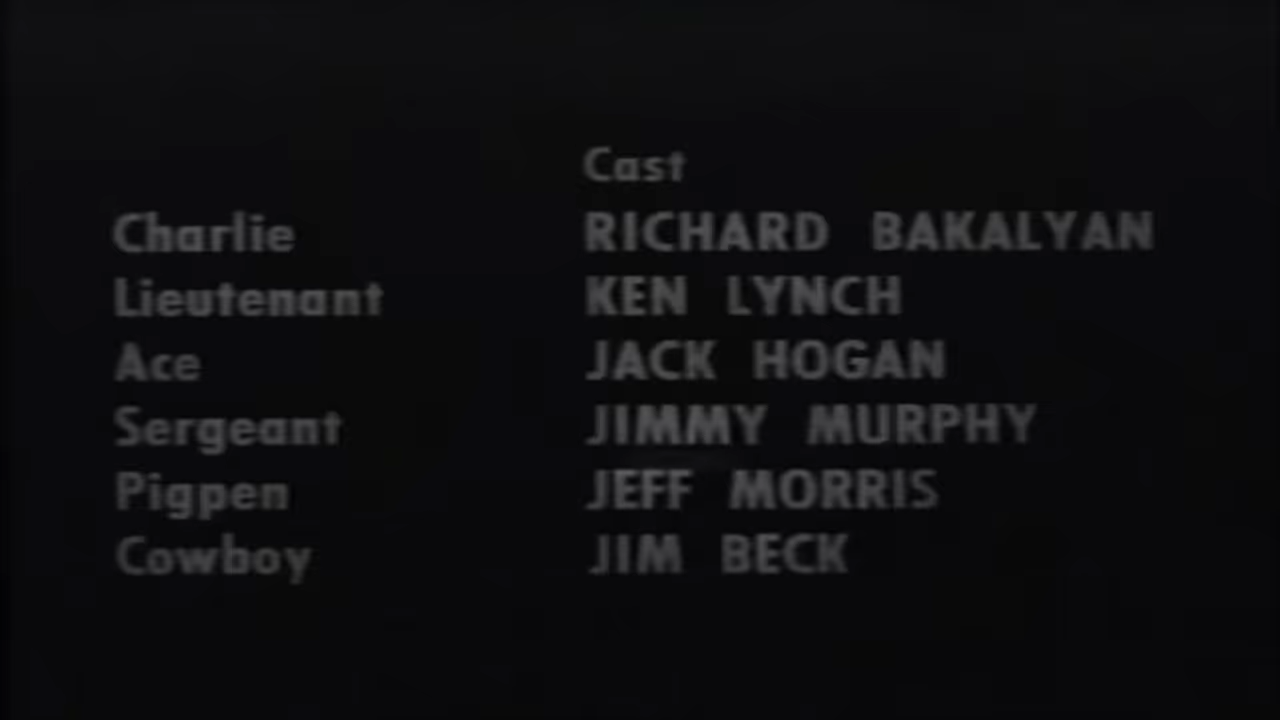 Cast
Charlie RICHARD BAKALYAN
Lieutenant KEN LYNCH
Ace JACK HOGAN
Sergeant JIMMY MURPHY
Pigpen JEFF MORRIS
Cowboy JIM BECK